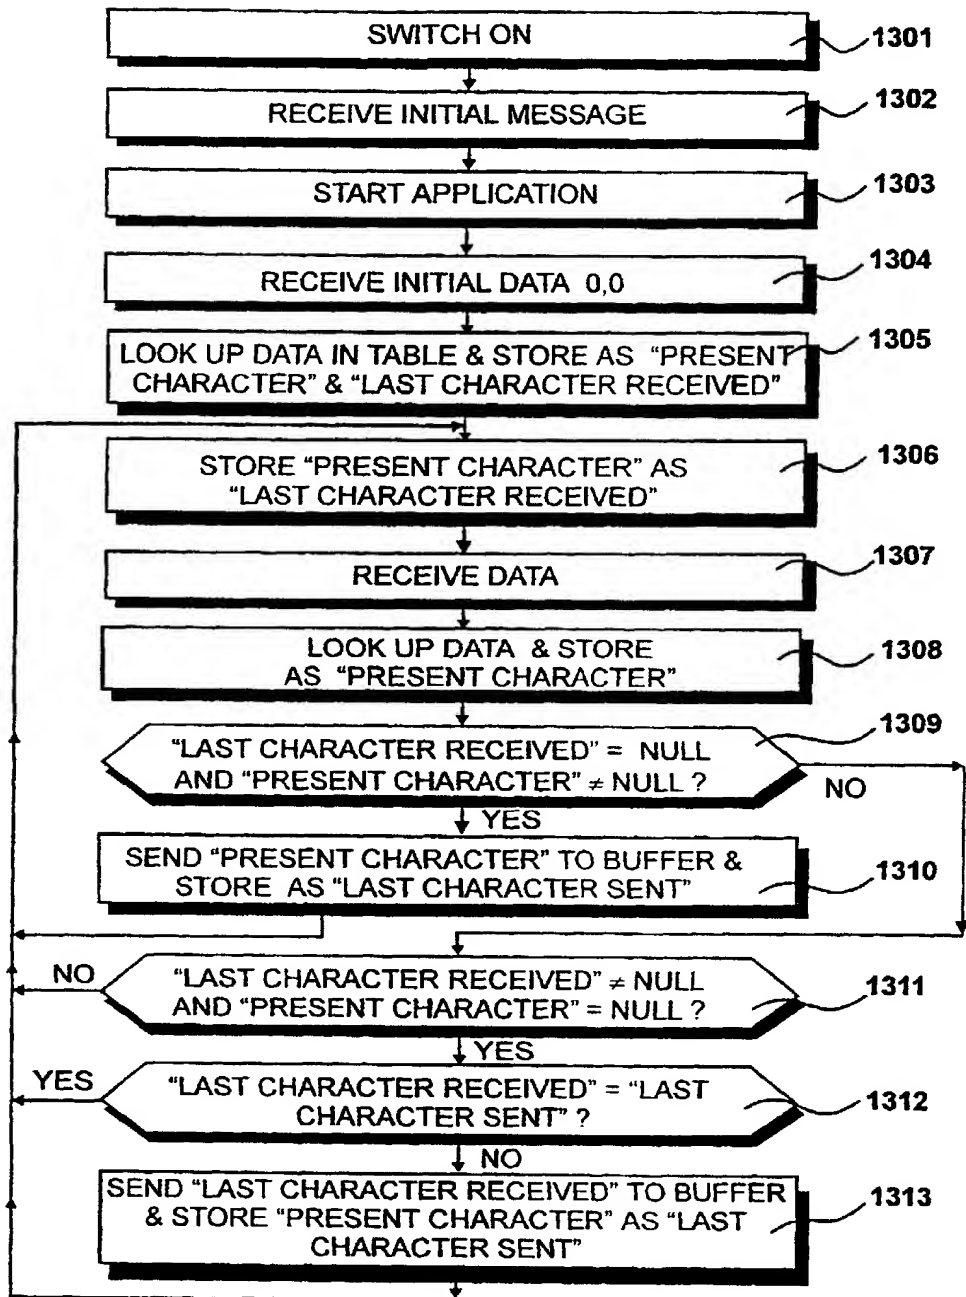 SWITCH ON
1301
RECEIVE INITIAL MESSAGE
1302
START APPLICATION
1303
RECEIVE INITIAL DATA 0,0
1304
LOOK UP DATA IN TABLE & STORE AS "PRESENT
CHARACTER" & "LAST CHARACTER RECEIVED"
1305
STORE "PRESENT CHARACTER" AS
"LAST CHARACTER RECEIVED"
1306
RECEIVE DATA
1307
LOOK UP DATA & STORE
AS "PRESENT CHARACTER"
1308
"LAST CHARACTER RECEIVED" = NULL
AND "PRESENT CHARACTER" ≠ NULL ?
1309
NO
YES
SEND "PRESENT CHARACTER" TO BUFFER &
STORE AS "LAST CHARACTER SENT"
1310
NO
"LAST CHARACTER RECEIVED" ≠ NULL
AND "PRESENT CHARACTER" = NULL ?
1311
YES
YES
"LAST CHARACTER RECEIVED" = "LAST
CHARACTER SENT" ?
1312
NO
SEND "LAST CHARACTER RECEIVED" TO BUFFER
& STORE "PRESENT CHARACTER" AS "LAST
CHARACTER SENT"
1313